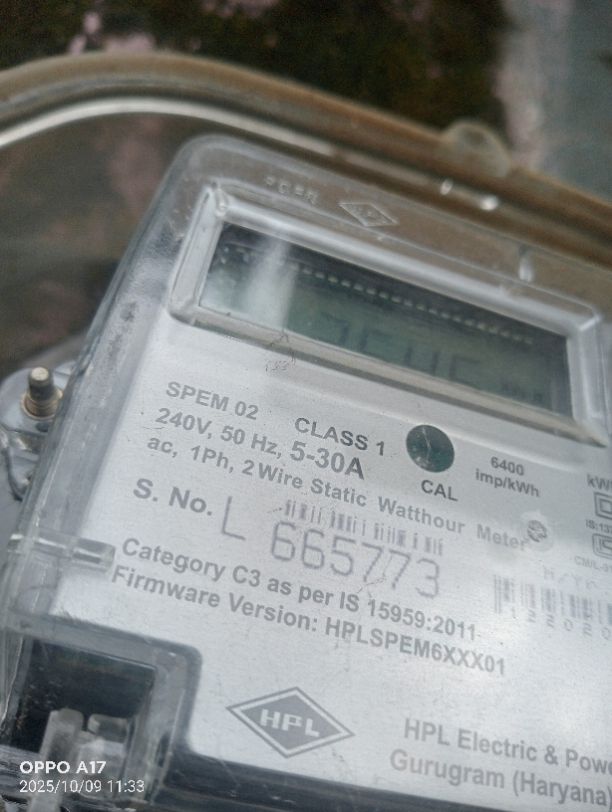 HPL
SPEM 02 CLASS 1
240V, 50 Hz, 5-30A
ac, 1Ph, 2 Wire Static Watthour Meter
CAL
6400
imp/kWh
S. No. L 665773
Category C3 as per IS 15959:2011
Firmware Version: HPLSPEM6XXX01
HPL
HPL Electric & Powe
Gurugram (Haryana
OPPO A17
2025/10/09 11:33